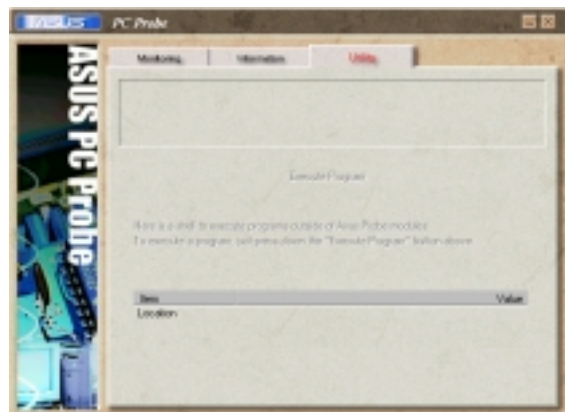 ASUS PC Probe
ASUS PC Probe
Monitoring Information Utility
Execute Program
Here is a shell to execute programs outside of Asus Probe modules
To execute a program, just press down the "Execute Program" button above
Item Value
Location